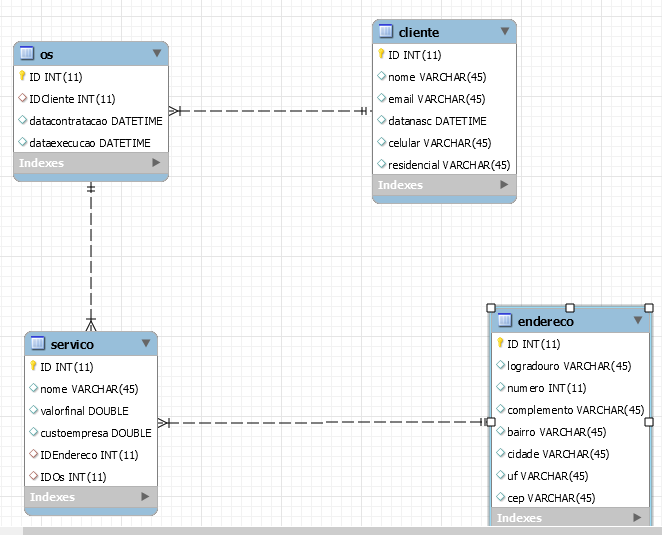 os
ID INT(11)
IDCliente INT(11)
datacontratacao DATETIME
dataexecucao DATETIME
Indexes
cliente
ID INT(11)
nome VARCHAR(45)
email VARCHAR(45)
datanasc DATETIME
celular VARCHAR(45)
residencial VARCHAR(45)
Indexes
servico
ID INT(11)
nome VARCHAR(45)
valorfinal DOUBLE
custoempresa DOUBLE
IDEndereco INT(11)
IDOs INT(11)
Indexes
endereco
ID INT(11)
logradouro VARCHAR(45)
numero INT(11)
complemento VARCHAR(45)
bairro VARCHAR(45)
cidade VARCHAR(45)
uf VARCHAR(45)
cep VARCHAR(45)
Indexes